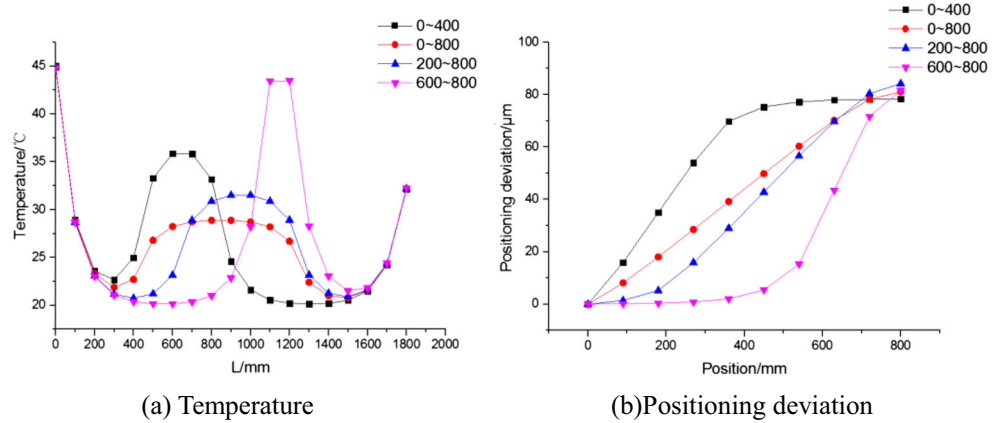 0~400
0~800
200~800
600~800
45
40
35
30
25
20
Temperature/℃
0 200 400 600 800 1000 1200 1400 1600 1800 2000
L/mm
(a) Temperature
0~400
0~800
200~800
600~800
100
80
60
40
20
0
Positioning deviation/μm
0 200 400 600 800
Position/mm
(b)Positioning deviation